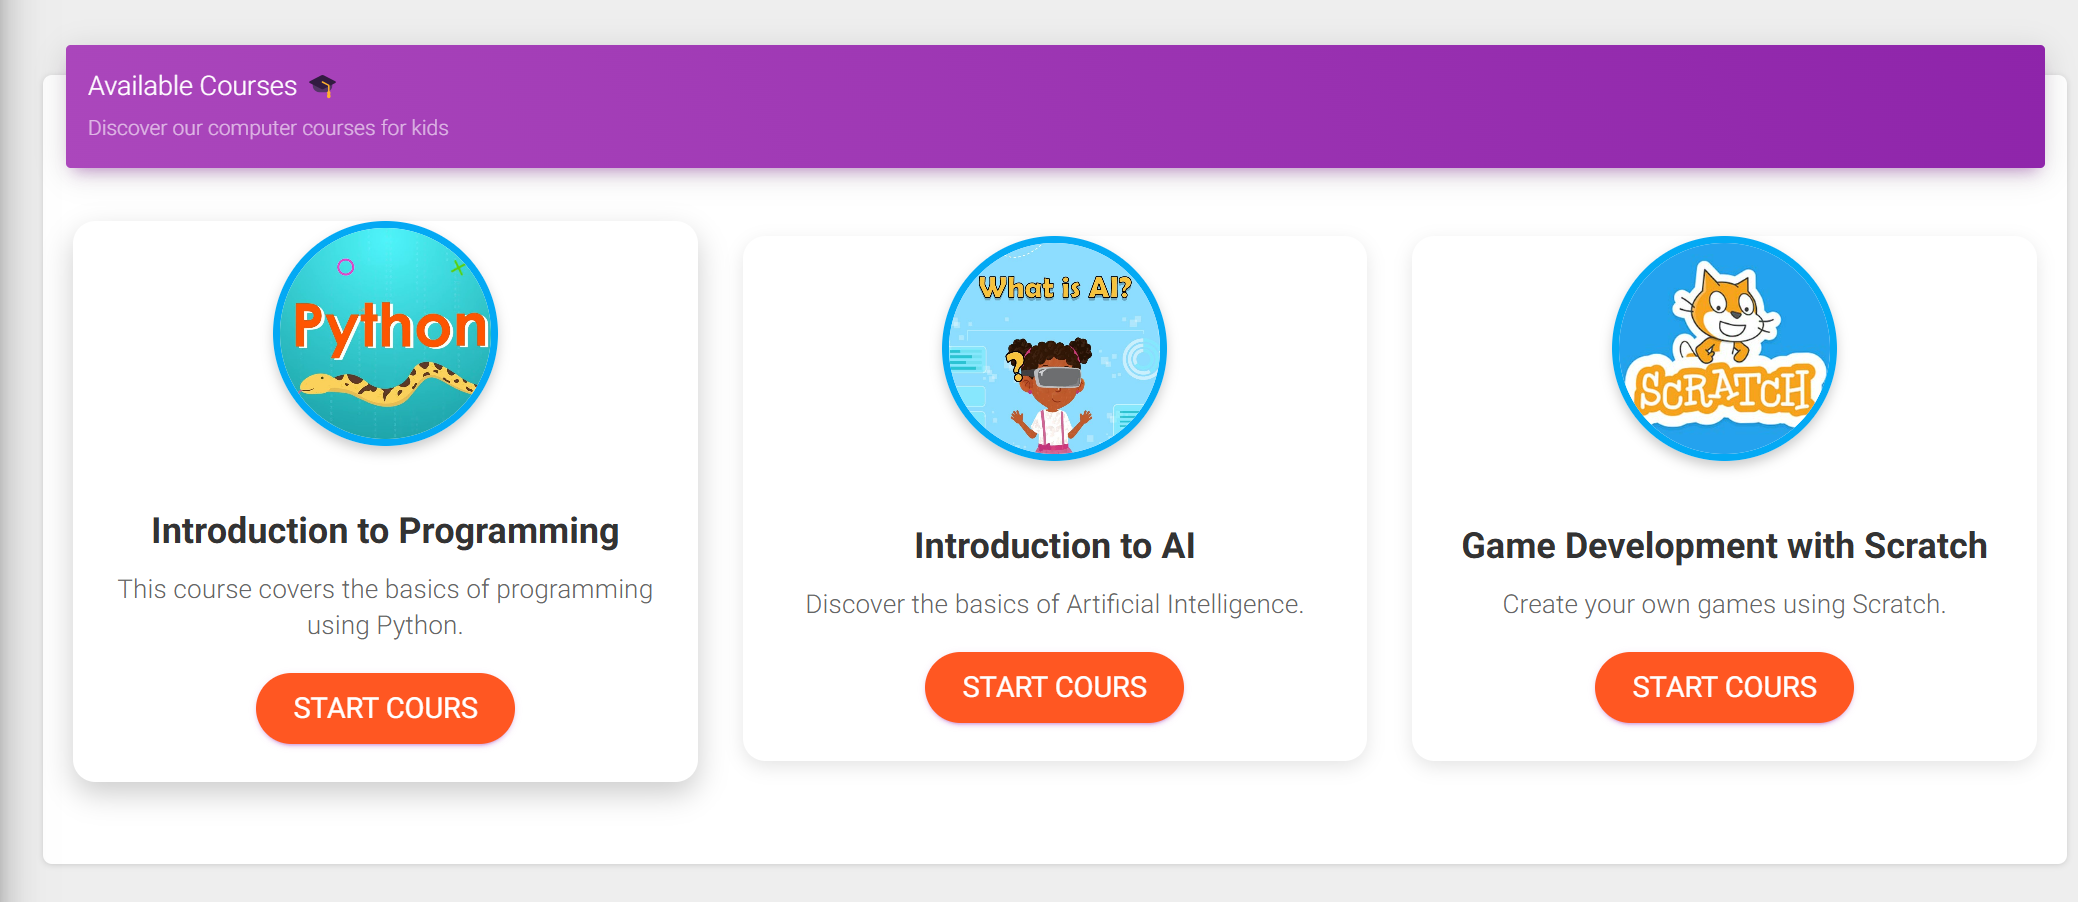 Available Courses 🎓
Discover our computer courses for kids
Python
What is AI?
?
SCRATCH
Introduction to Programming
This course covers the basics of programming
using Python.
START COURS
Introduction to AI
Discover the basics of Artificial Intelligence.
START COURS
Game Development with Scratch
Create your own games using Scratch.
START COURS